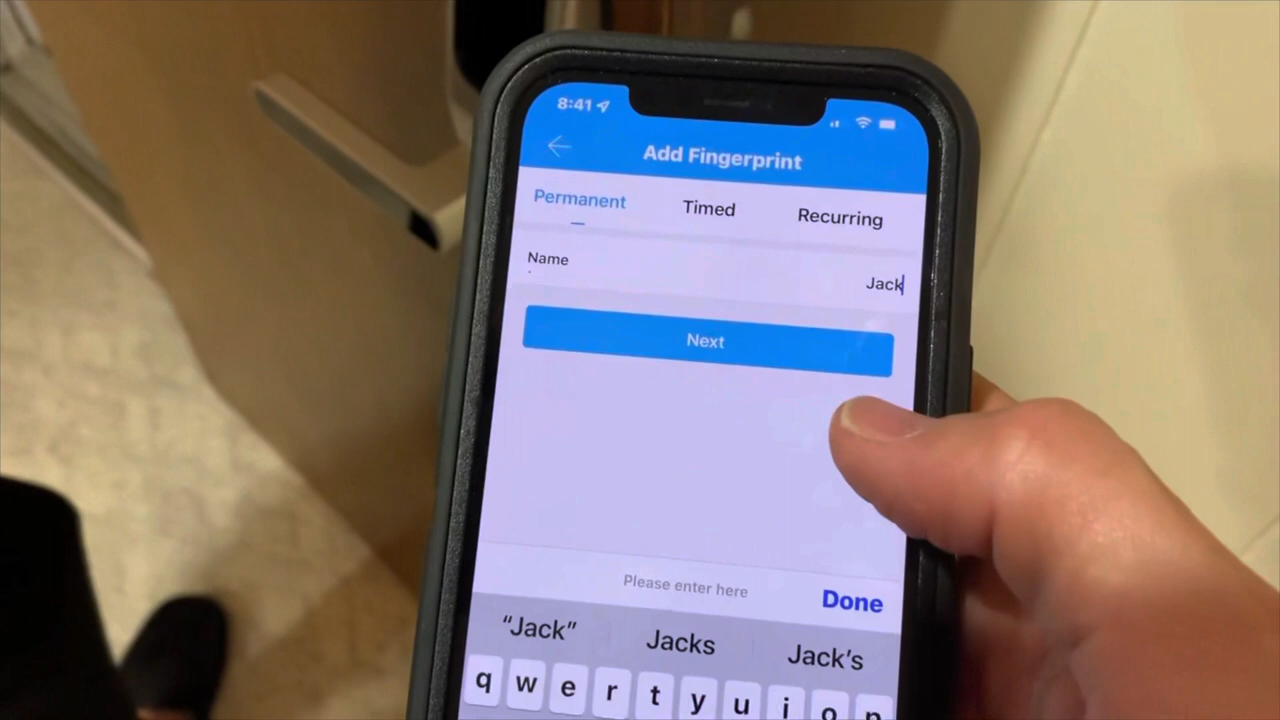 8:41
Add Fingerprint
Permanent Timed Recurring
Name Jack
Next
Please enter here Done
“Jack” Jacks Jack's
q w e r t y u i o p